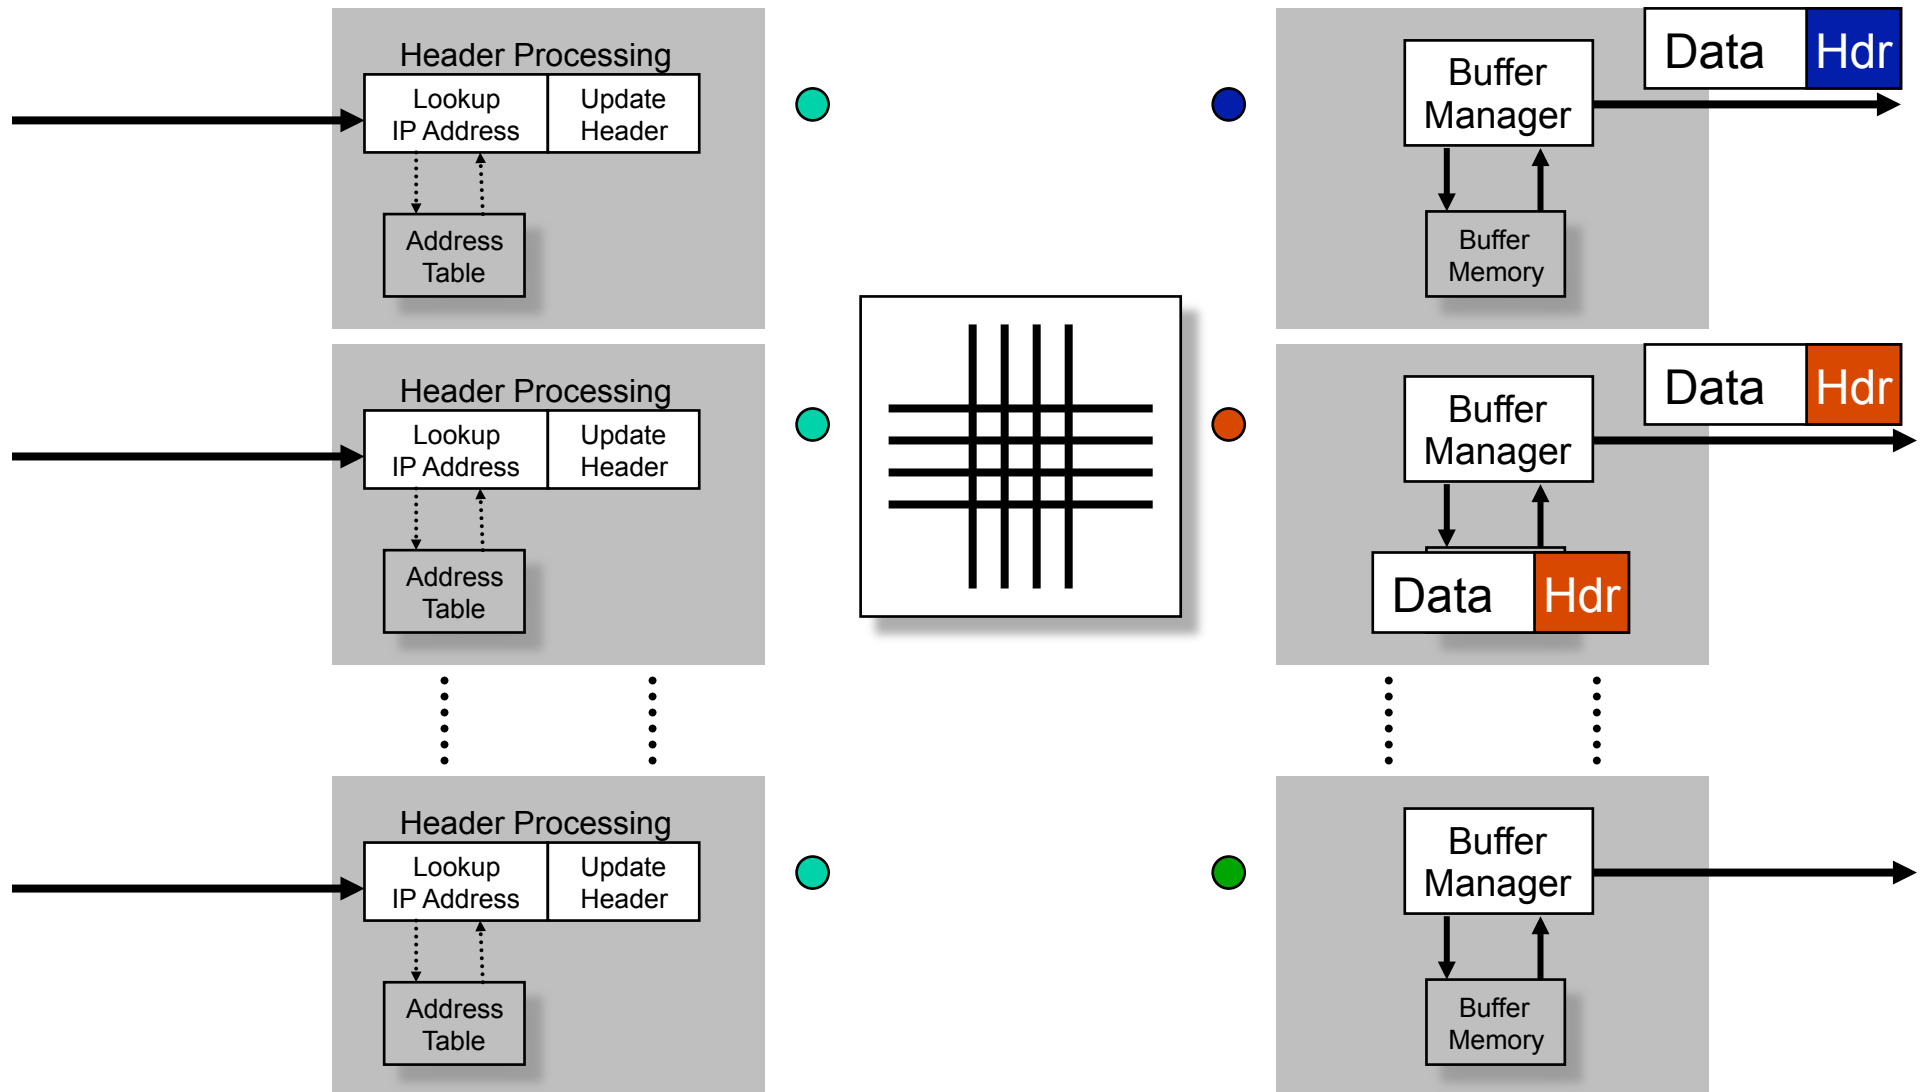 Header Processing
Lookup
IP Address
Update
Header
Address
Table
Buffer
Manager
Buffer
Memory
Data Hdr
Header Processing
Lookup
IP Address
Update
Header
Address
Table
Buffer
Manager
Data Hdr
Data Hdr
Header Processing
Lookup
IP Address
Update
Header
Address
Table
Buffer
Manager
Buffer
Memory